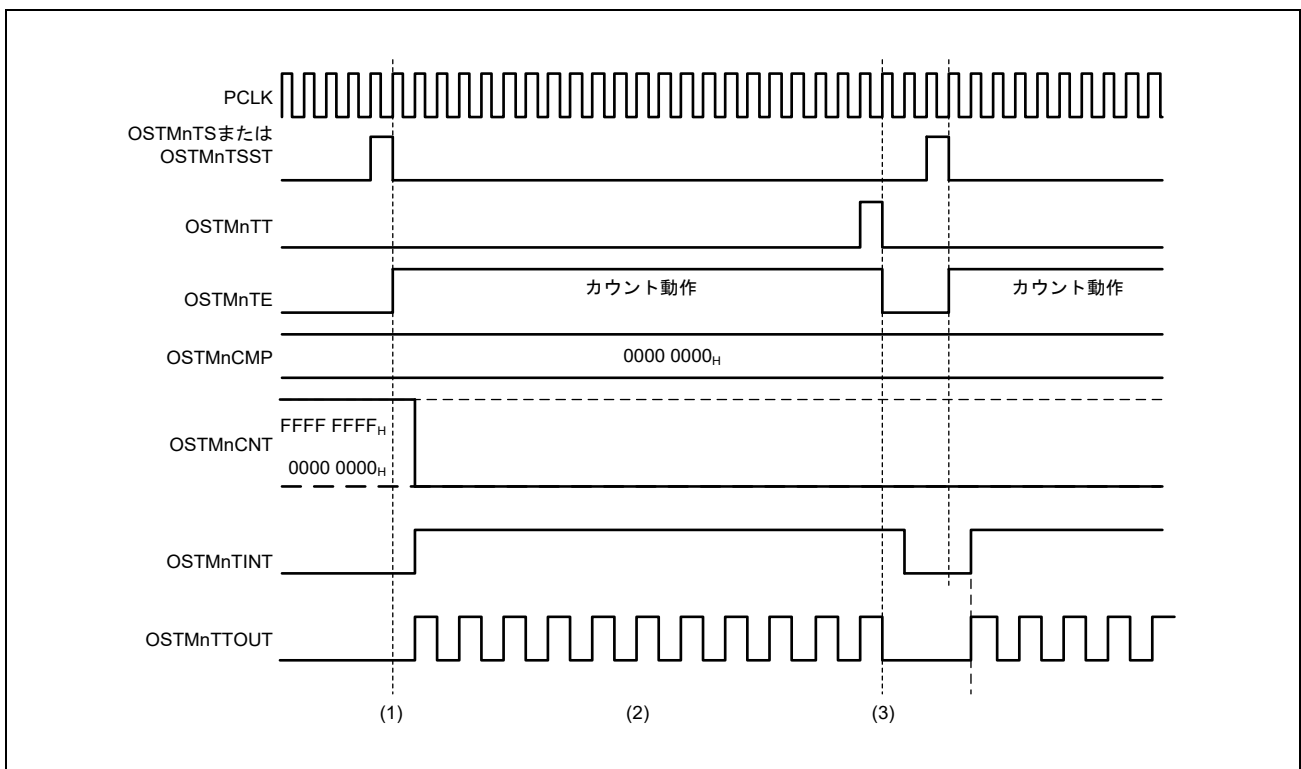 PCLK
OSTMnTSまたは
OSTMnTSST
OSTMnTT
OSTMnTE
カウント動作
カウント動作
OSTMnCMP
0000 0000H
FFFF FFFFH
OSTMnCNT
0000 0000H
OSTMnTINT
OSTMnTTOUT
(1)
(2)
(3)